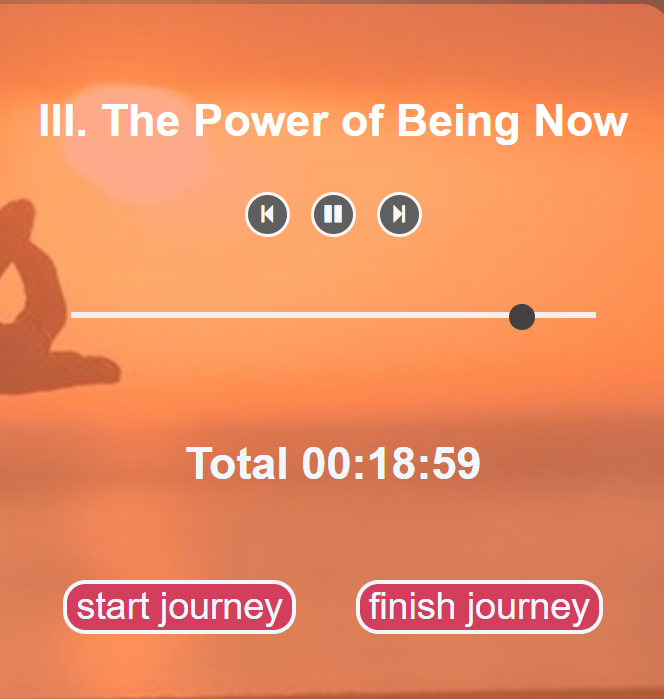 III. The Power of Being Now
Total 00:18:59
start journey
finish journey